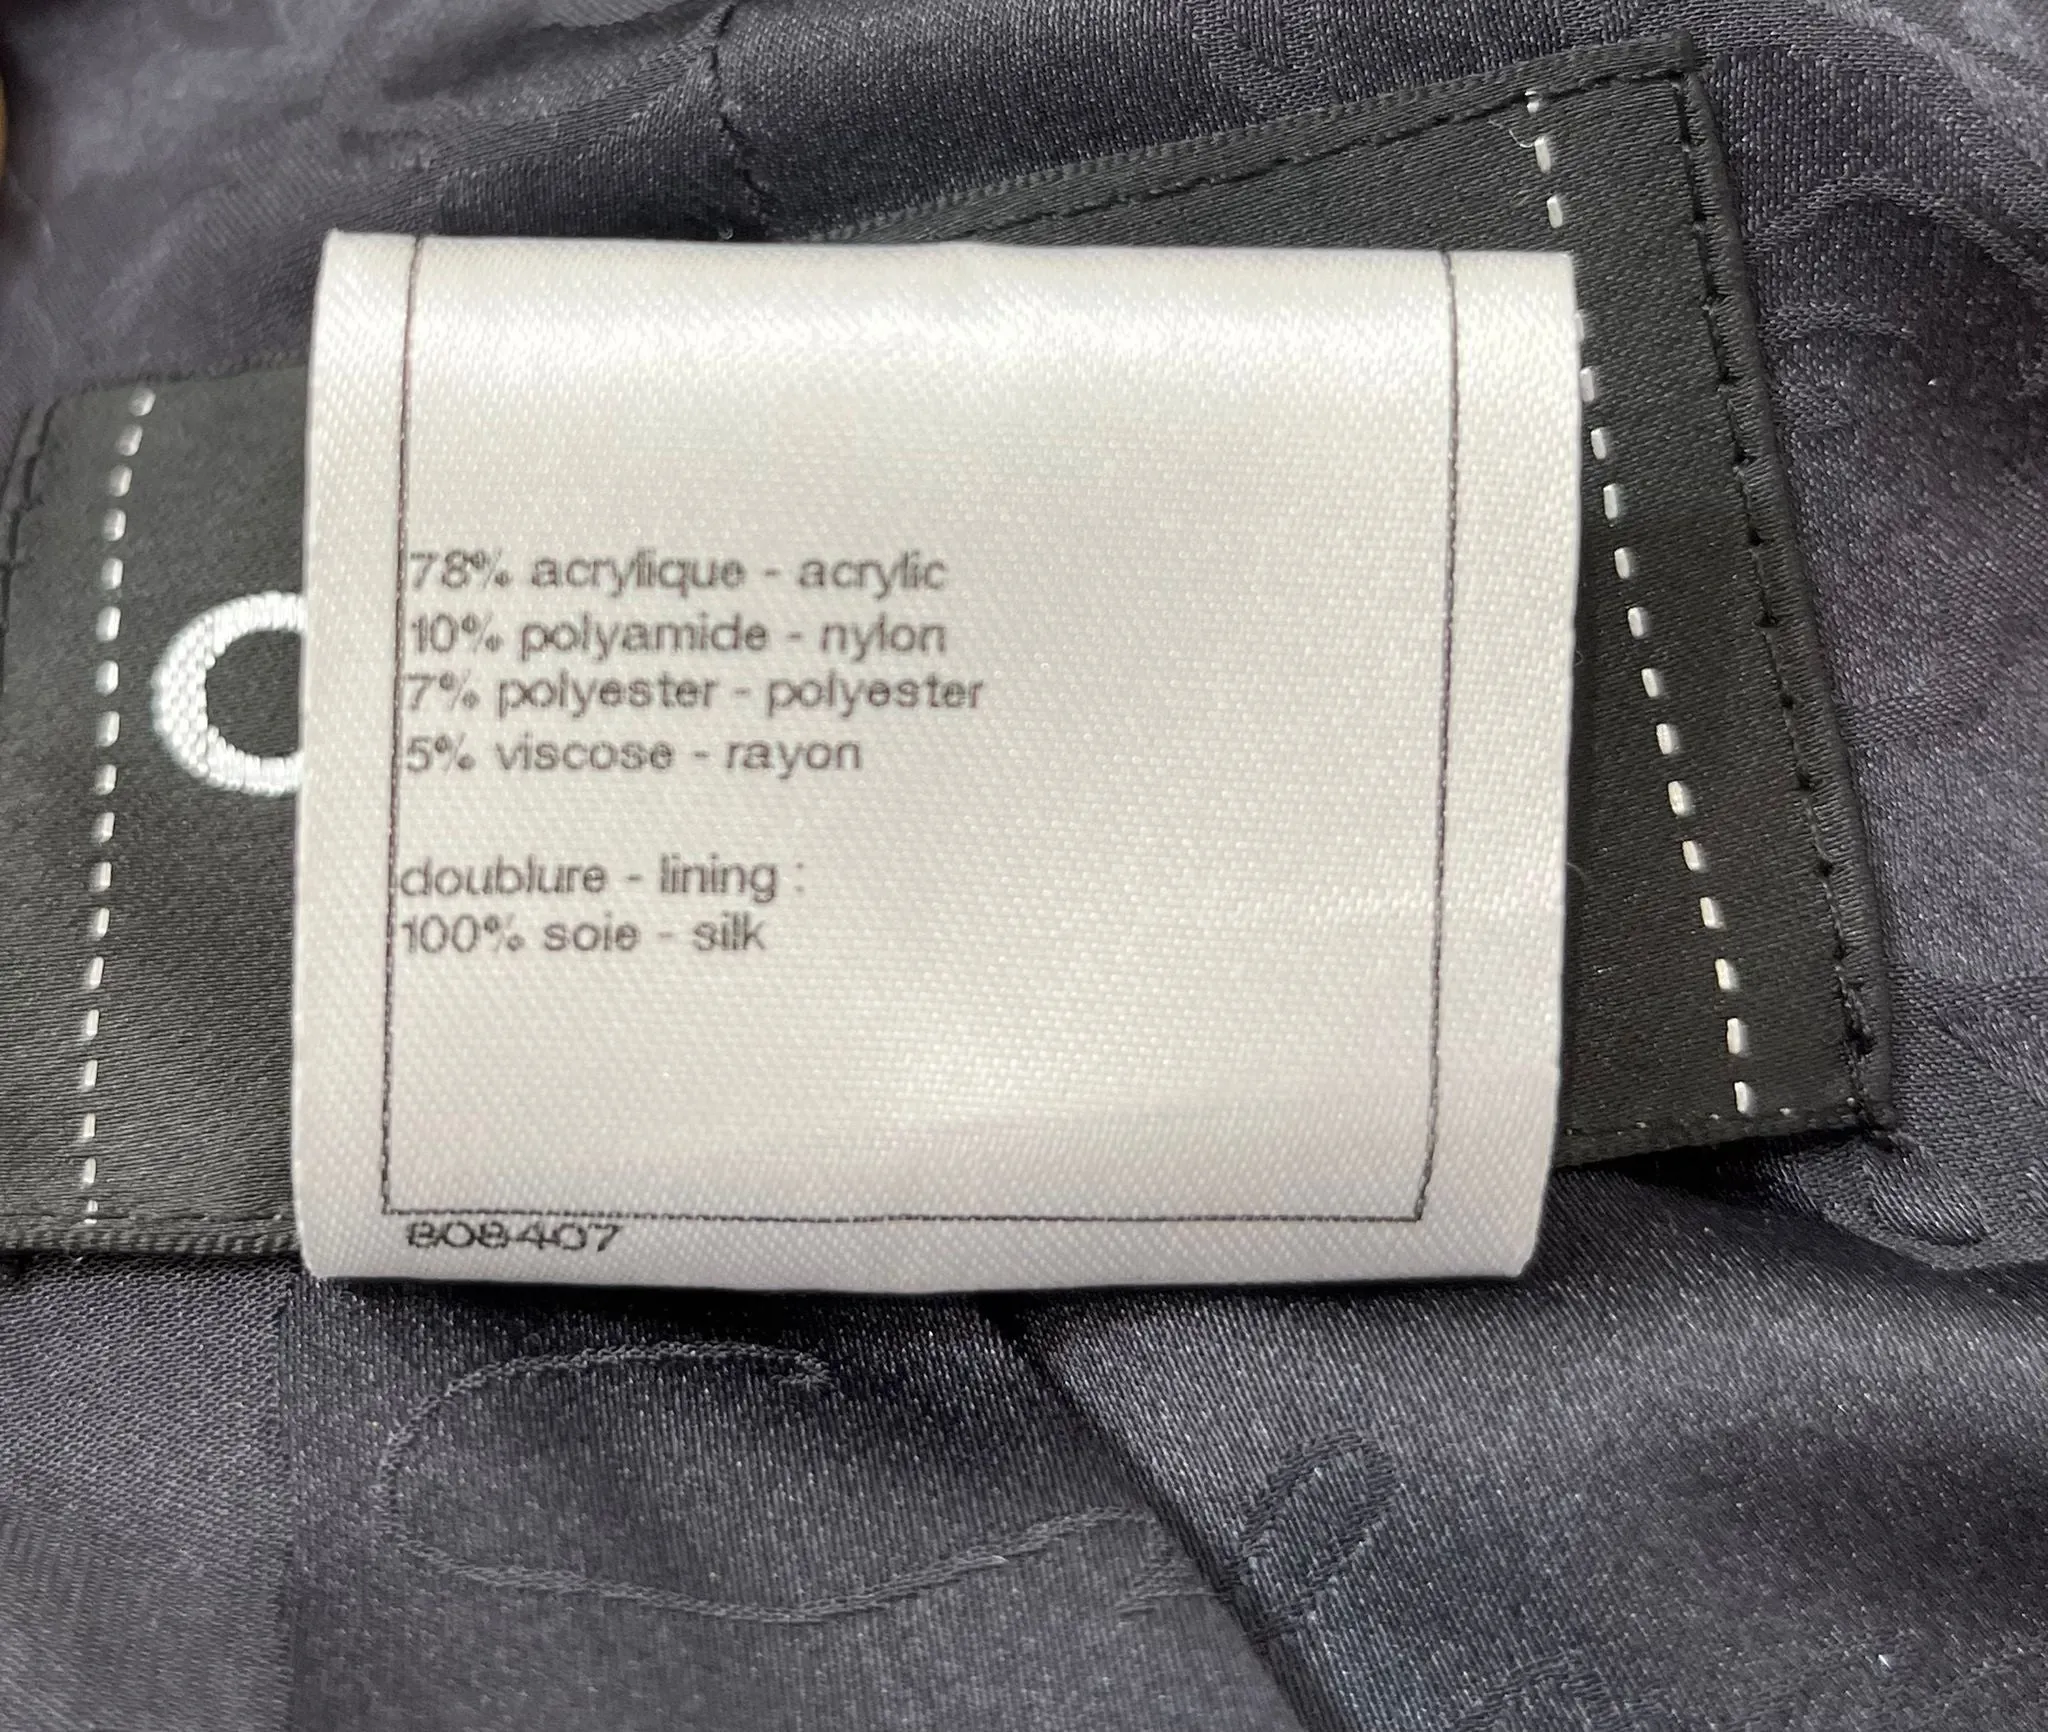 78% acrylique - acrylic
10% polyamide - nylon
7% polyester - polyester
5% viscose - rayon
doublure - lining :
100% soie - silk
808407